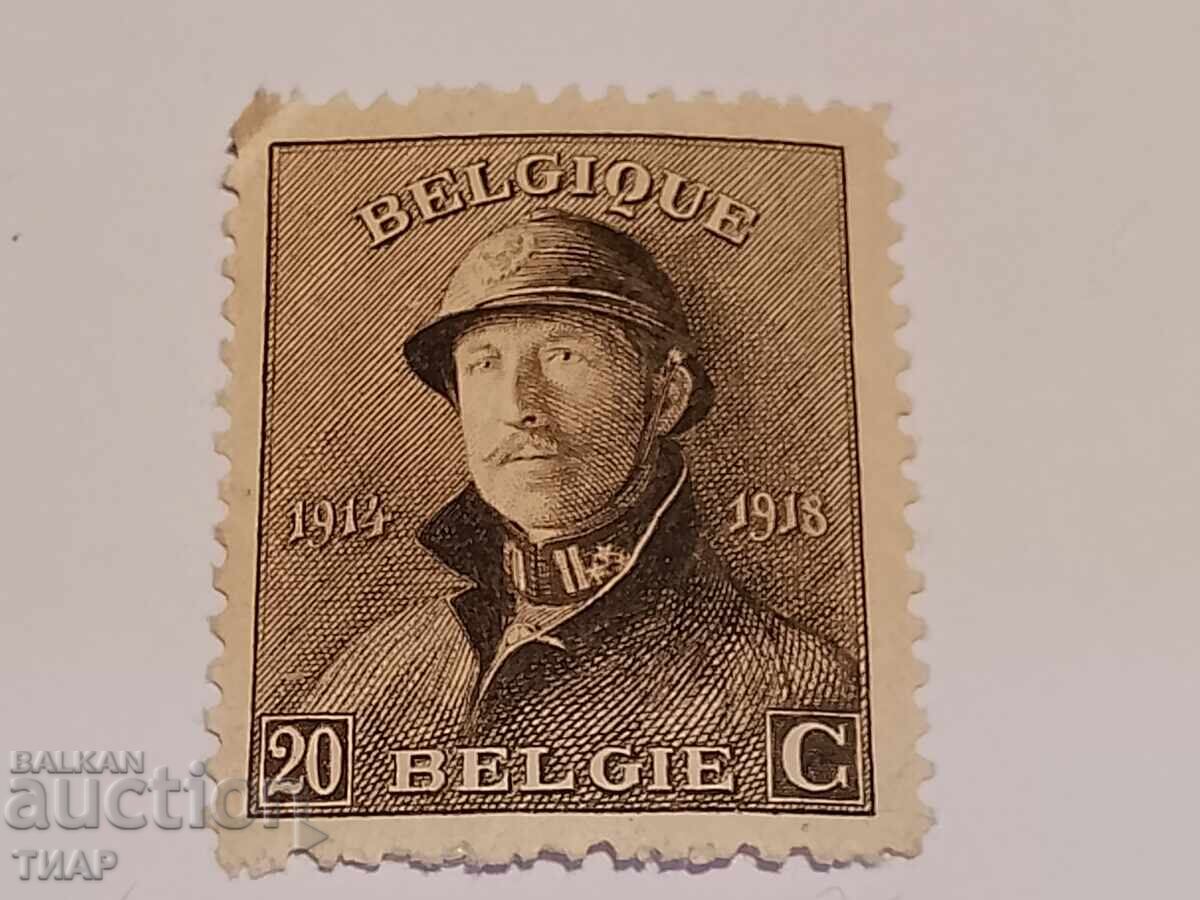 BELGIQUE
1914 1918
20 BELGIE C
BALKAN
auction
ТИАР